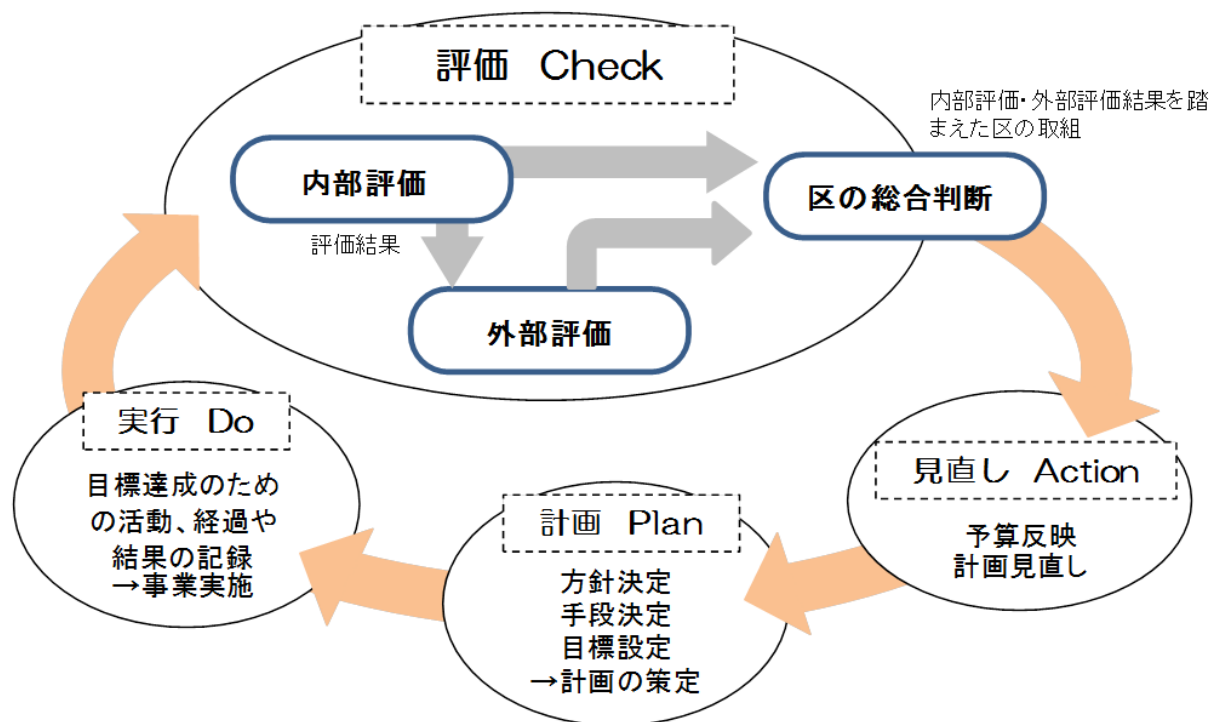 評価　Check
内部評価・外部評価結果を踏
まえた区の取組
内部評価
区の総合判断
評価結果
外部評価
実行　Do
目標達成のため
の活動、経過や
結果の記録
→事業実施
計画　Plan
方針決定
手段決定
目標設定
→計画の策定
見直し　Action
予算反映
計画見直し